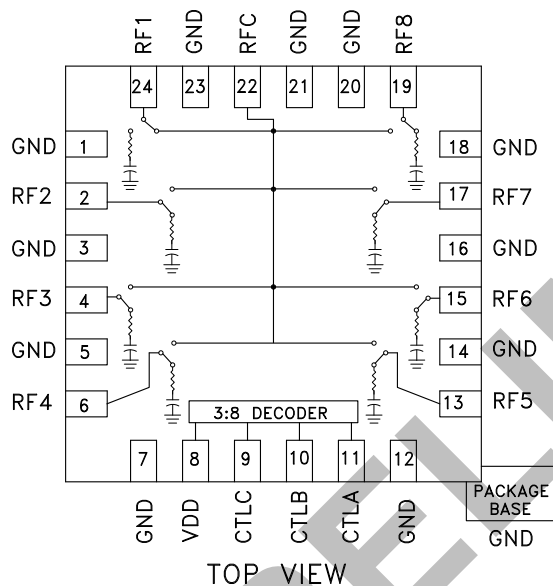 RF1 GND RFC GND GND RF8
24 23 22 21 20 19
GND 1 18 GND
RF2 2 17 RF7
GND 3 16 GND
RF3 4 15 RF6
GND 5 14 GND
RF4 6 13 RF5
3:8 DECODER
7 8 9 10 11 12
GND VDD CTLC CTLB CTLA GND
PACKAGE
BASE
GND
TOP VIEW